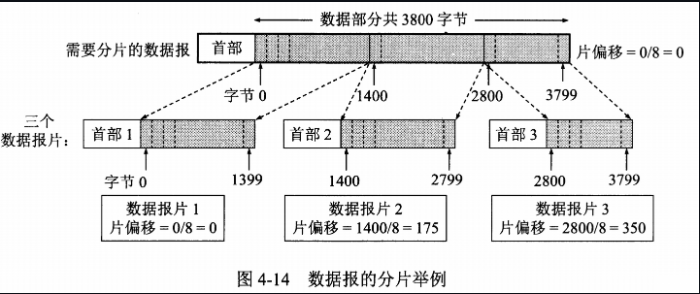 数据部分共 3800 字节
需要分片的数据报 首部 片偏移 = 0/8 = 0
字节 0 1400 2800 3799
三个
数据报片: 首部 1 首部 2 首部 3
字节 0 1399 1400 2799 2800 3799
数据报片 1 数据报片 2 数据报片 3
片偏移 = 0/8 = 0 片偏移 = 1400/8 = 175 片偏移 = 2800/8 = 350
图 4-14 数据报的分片举例